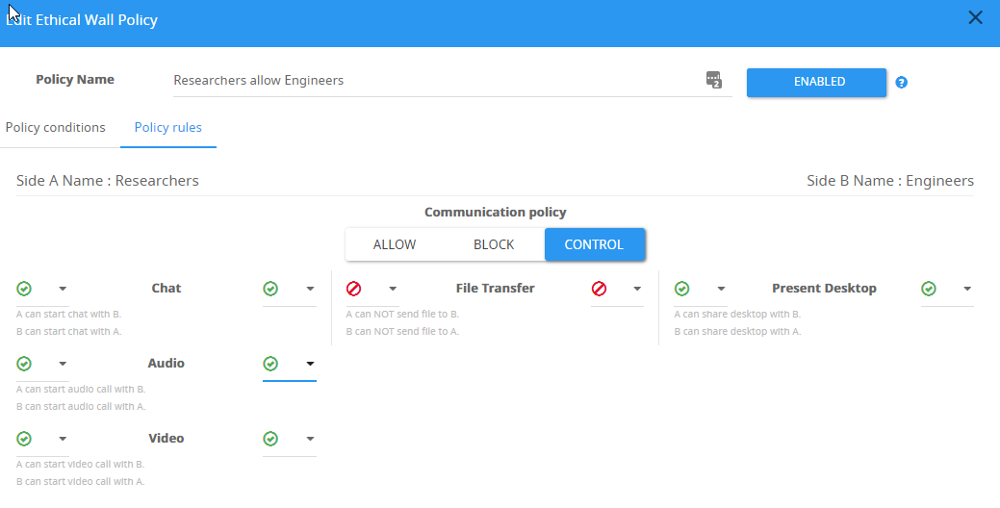 Edit Ethical Wall Policy
Policy Name
Researchers allow Engineers
2
ENABLED
?
Policy conditions
Policy rules
Side A Name : Researchers
Side B Name : Engineers
Communication policy
ALLOW
BLOCK
CONTROL
Chat
A can start chat with B.
B can start chat with A.
File Transfer
A can NOT send file to B.
B can NOT send file to A.
Present Desktop
A can share desktop with B.
B can share desktop with A.
Audio
A can start audio call with B.
B can start audio call with A.
Video
A can start video call with B.
B can start video call with A.